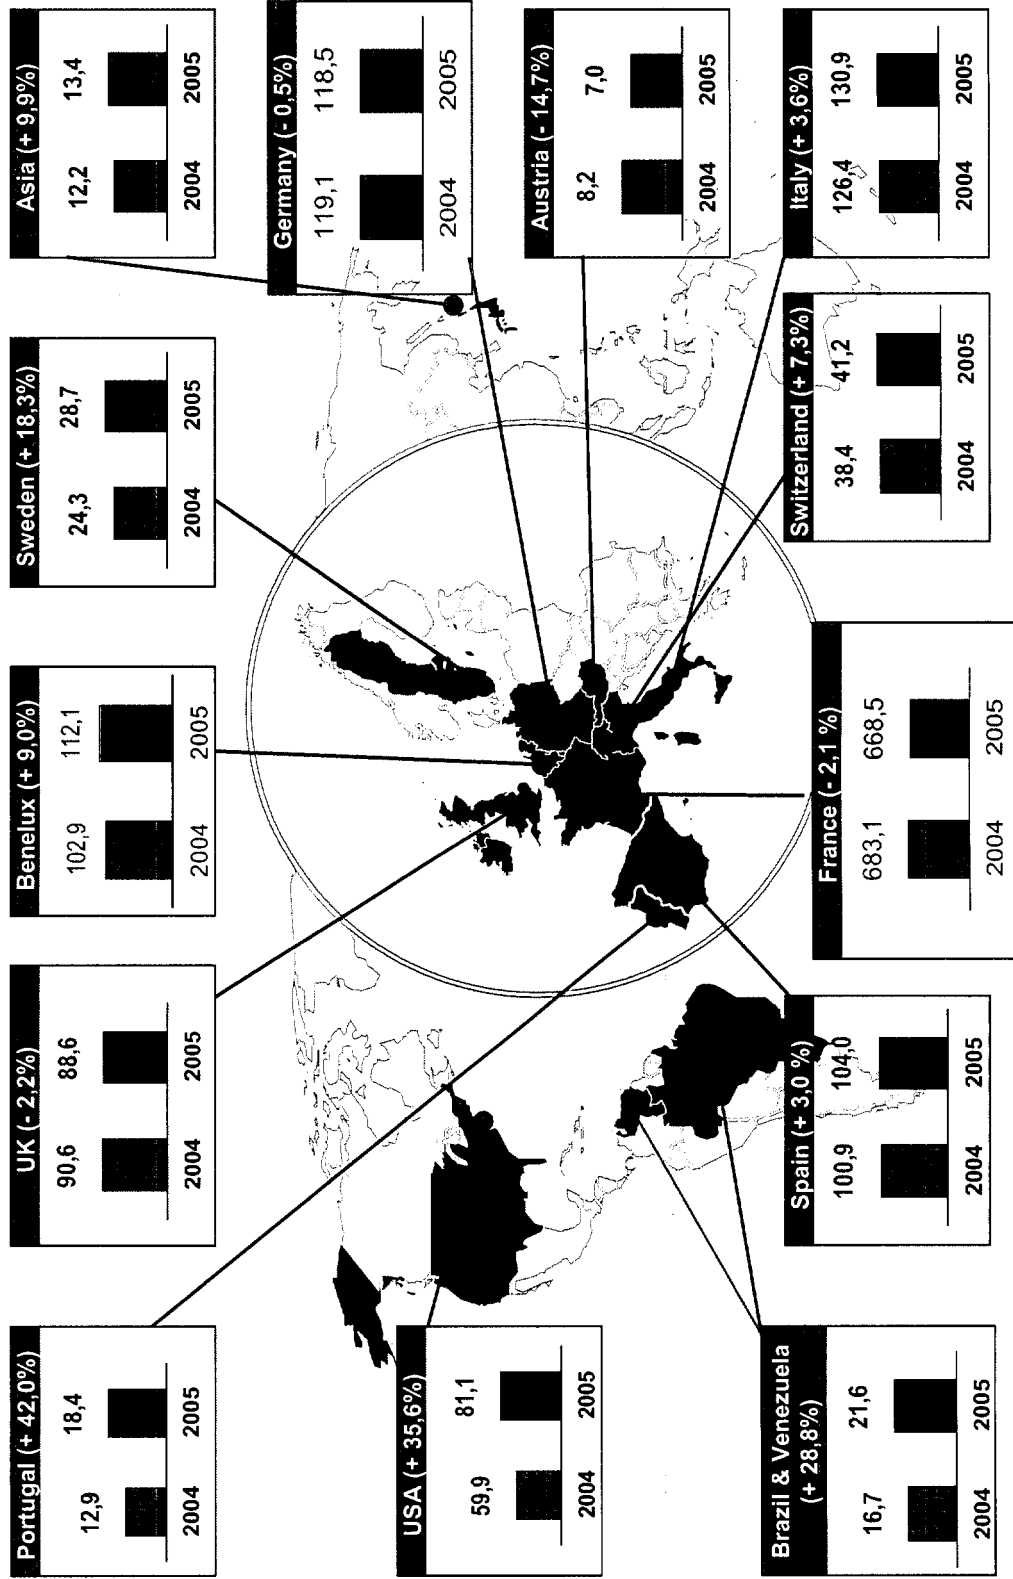 Portugal (+ 42,0%)
12,9 18,4
2004 2005
UK (- 2,2%)
90,6 88,6
2004 2005
Benelux (+ 9,0%)
102,9 112,1
2004 2005
Sweden (+ 18,3%)
24,3 28,7
2004 2005
Asia (+ 9,9%)
12,2 13,4
2004 2005
Germany (- 0,5%)
119,1 118,5
2004 2005
USA (+ 35,6%)
59,9 81,1
2004 2005
Austria (- 14,7%)
8,2 7,0
2004 2005
Brazil & Venezuela
(+ 28,8%)
16,7 21,6
2004 2005
Spain (+ 3,0 %)
100,9 104,0
2004 2005
France (- 2,1 %)
683,1 668,5
2004 2005
Switzerland (+ 7,3%)
38,4 41,2
2004 2005
Italy (+ 3,6%)
126,4 130,9
2004 2005